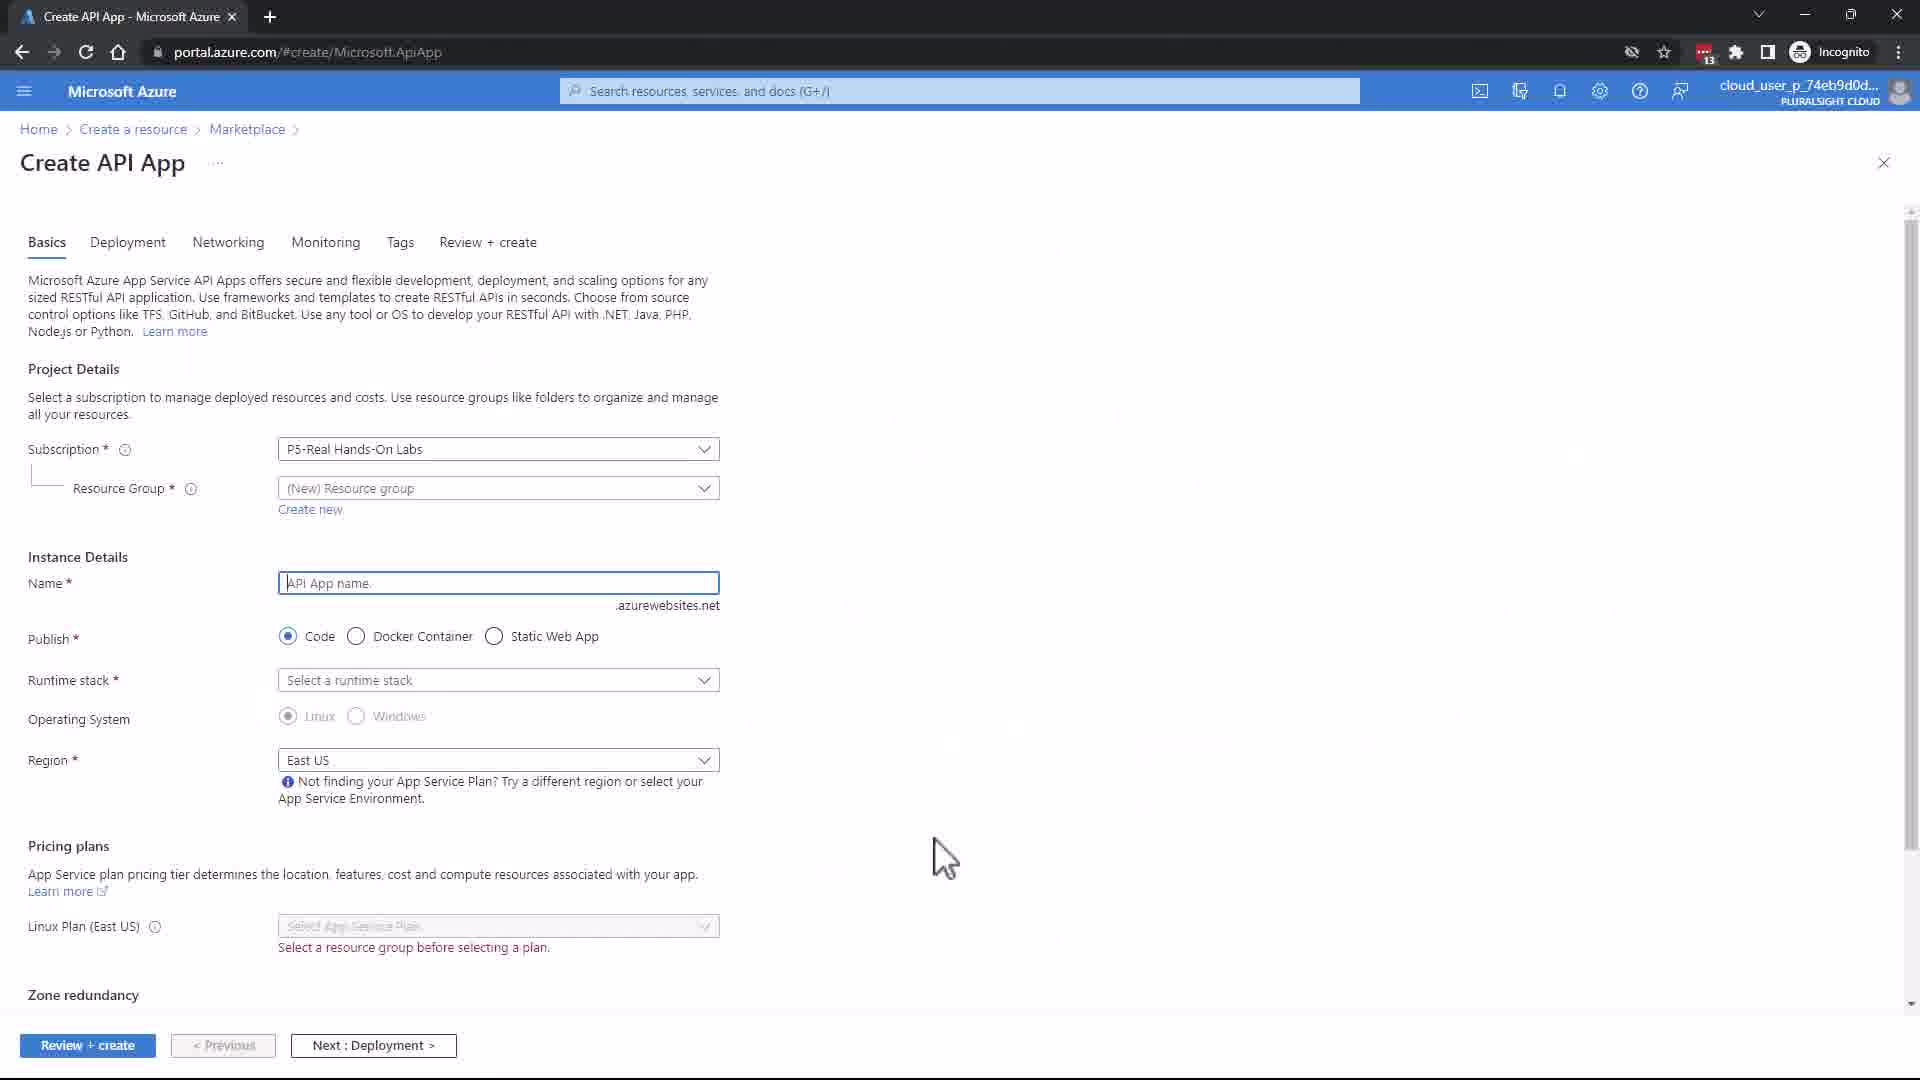 Create API App - Microsoft Azure
portal.azure.com/#create/Microsoft.ApiApp
13
Incognito
Microsoft Azure
Search resources, services, and docs (G+/)
cloud_user_p_74eb9d0d...
PLURALSIGHT CLOUD
Home > Create a resource > Marketplace >
Create API App ...
Basics Deployment Networking Monitoring Tags Review + create
Microsoft Azure App Service API Apps offers secure and flexible development, deployment, and scaling options for any
sized RESTful API application. Use frameworks and templates to create RESTful APIs in seconds. Choose from source
control options like TFS, GitHub, and BitBucket. Use any tool or OS to develop your RESTful API with .NET, Java, PHP,
Node.js or Python. Learn more
Project Details
Select a subscription to manage deployed resources and costs. Use resource groups like folders to organize and manage
all your resources.
Subscription *
P5-Real Hands-On Labs
Resource Group *
(New) Resource group
Create new
Instance Details
Name *
API App name.
.azurewebsites.net
Publish *
Code Docker Container Static Web App
Runtime stack *
Select a runtime stack
Operating System
Linux Windows
Region *
East US
Not finding your App Service Plan? Try a different region or select your
App Service Environment.
Pricing plans
App Service plan pricing tier determines the location, features, cost and compute resources associated with your app.
Learn more
Linux Plan (East US)
Select App Service Plan
Select a resource group before selecting a plan.
Zone redundancy
Review + create
< Previous
Next : Deployment >